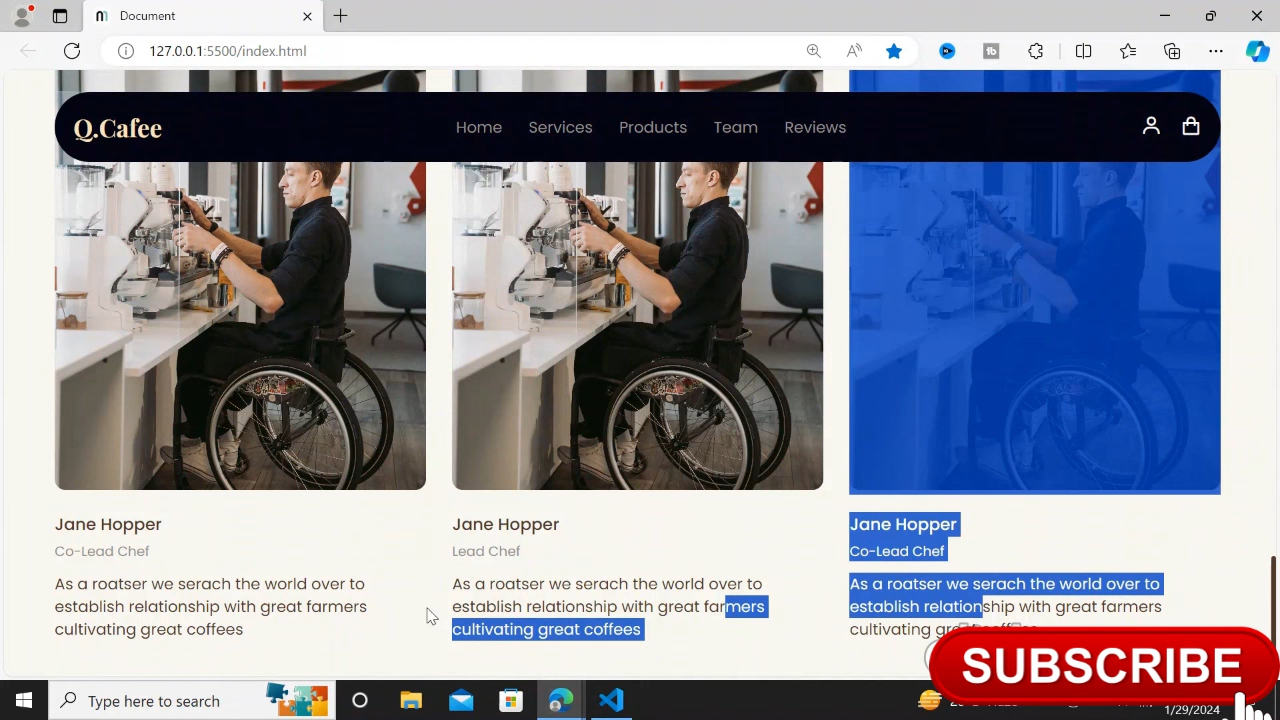 Document
127.0.0.1:5500/index.html
Q.Cafee
Home Services Products Team Reviews
Jane Hopper
Co-Lead Chef
As a roatser we serach the world over to
establish relationship with great farmers
cultivating great coffees
Jane Hopper
Lead Chef
As a roatser we serach the world over to
establish relationship with great farmers
cultivating great coffees
Jane Hopper
Co-Lead Chef
As a roatser we serach the world over to
establish relationship with great farmers
cultivating
SUBSCRIBE
Type here to search
1/29/2024